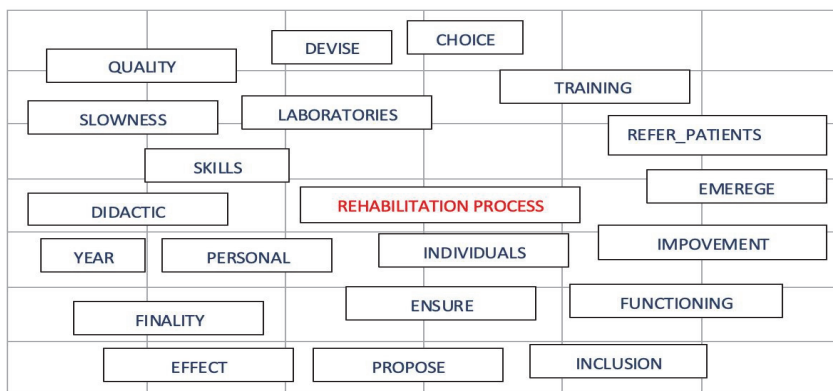 CHOICE
DEVISE
QUALITY
TRAINING
LABORATORIES
SLOWNESS
REFER_PATIENTS
SKILLS
EMEREGE
REHABILITATION PROCESS
DIDACTIC
IMPOVEMENT
INDIVIDUALS
YEAR
PERSONAL
FUNCTIONING
ENSURE
FINALITY
INCLUSION
EFFECT
PROPOSE